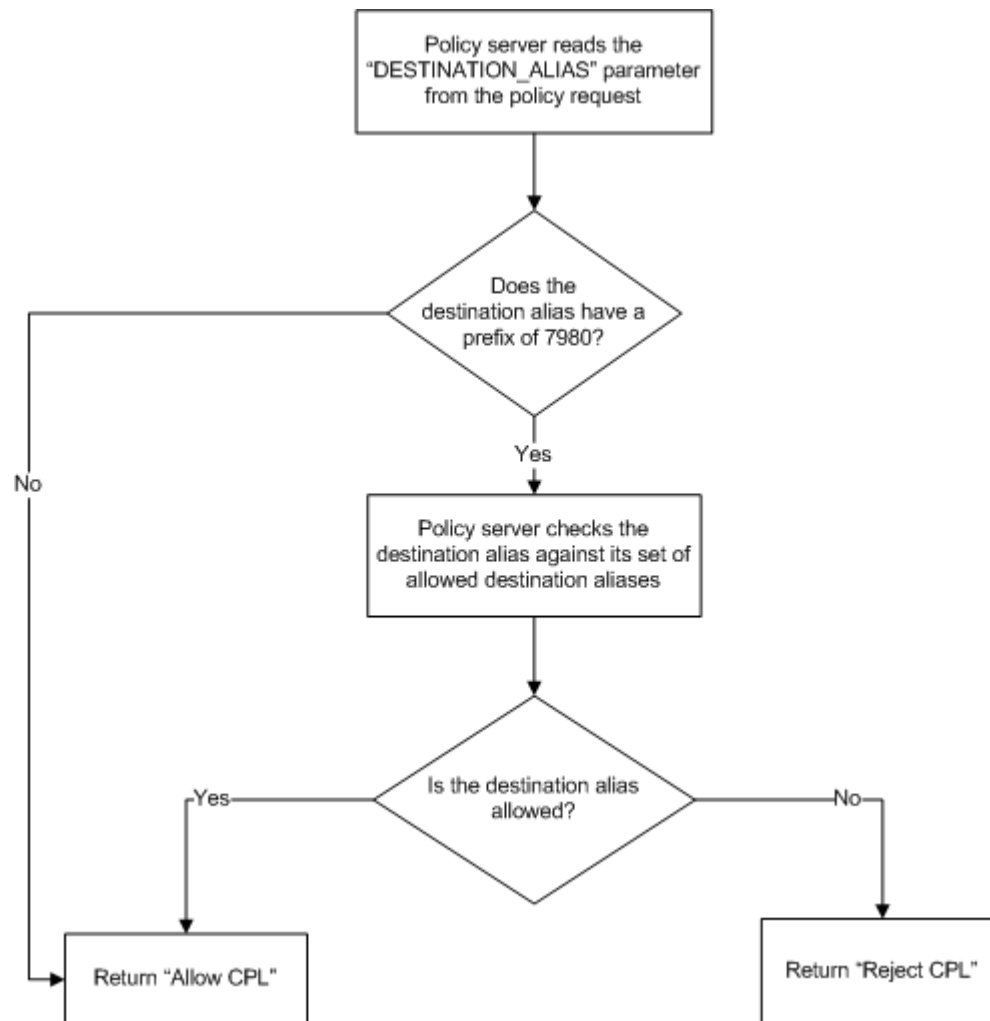 Policy server reads the
“DESTINATION_ALIAS” parameter
from the policy request
Does the
destination alias have a
prefix of 7980?
Yes
No
Policy server checks the
destination alias against its set of
allowed destination aliases
Is the destination alias
allowed?
Yes
No
Return “Allow CPL”
Return “Reject CPL”